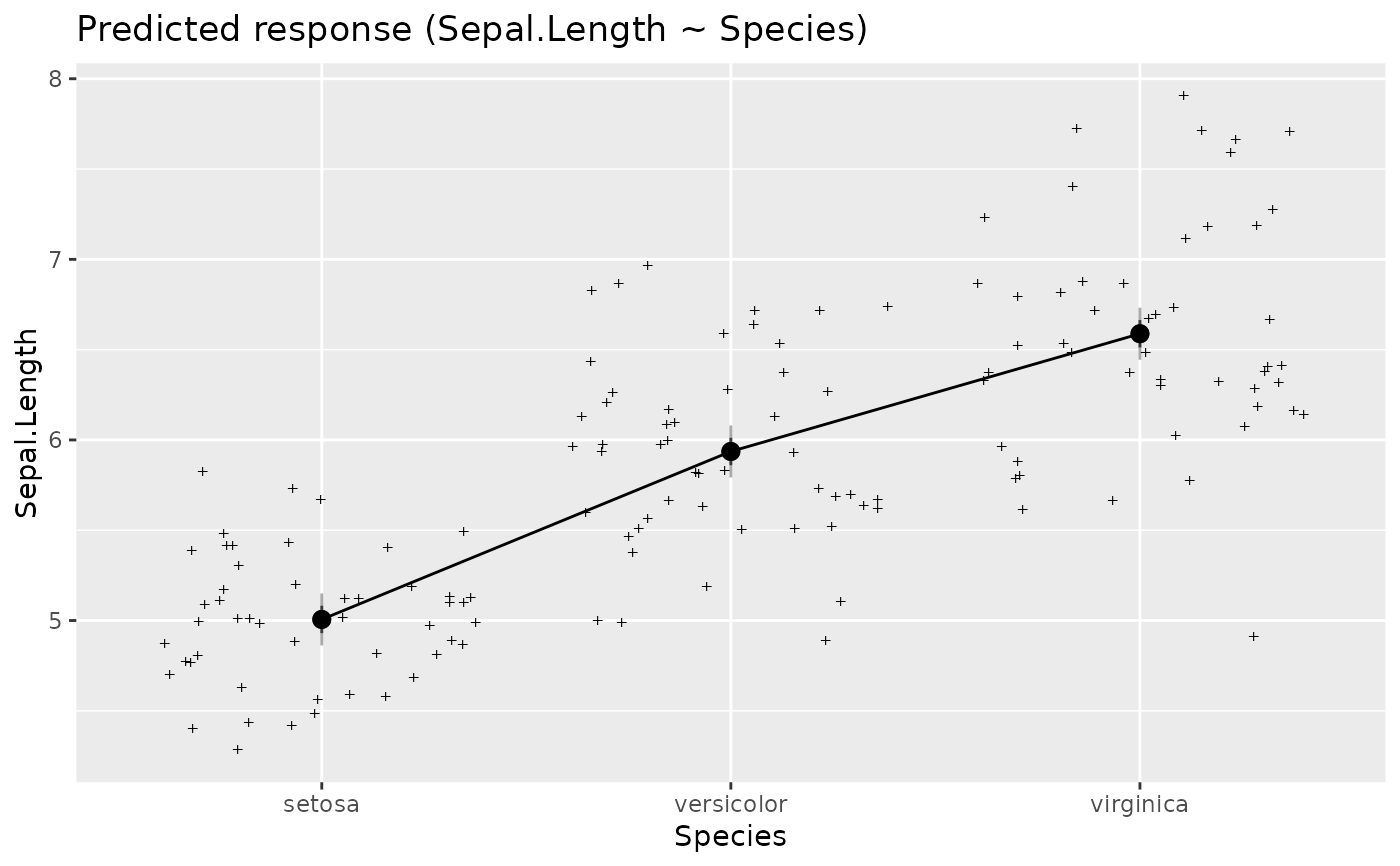 Predicted response (Sepal.Length ~ Species)
8
7
6
5
Sepal.Length
setosa
versicolor
virginica
Species